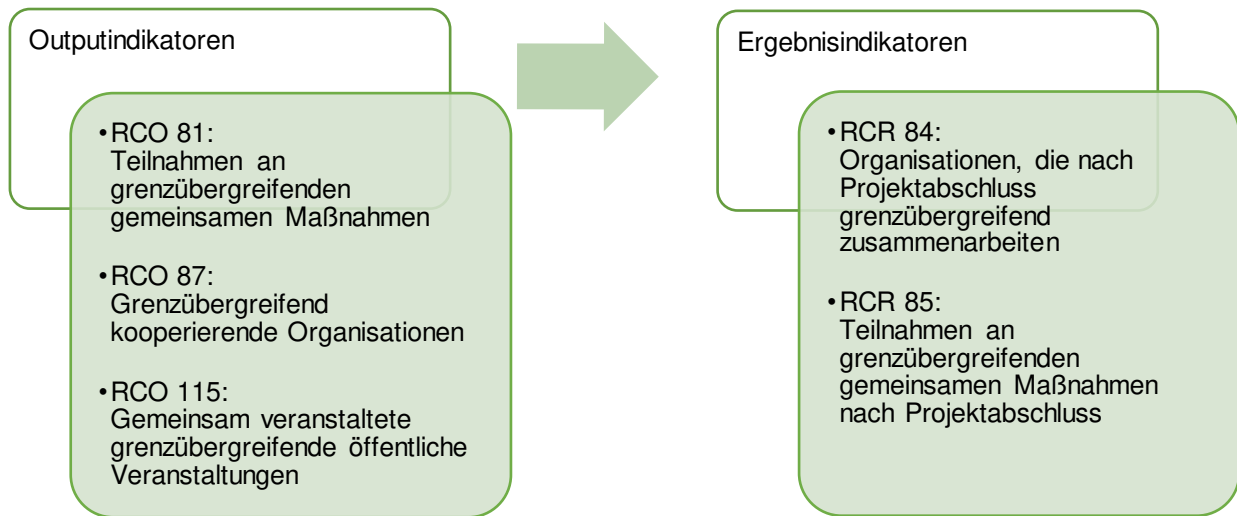 Outputindikatoren
•RCO 81:
Teilnahmen an
grenzübergreifenden
gemeinsamen Maßnahmen
•RCO 87:
Grenzübergreifend
kooperierende Organisationen
•RCO 115:
Gemeinsam veranstaltete
grenzübergreifende öffentliche
Veranstaltungen
Ergebnisindikatoren
•RCR 84:
Organisationen, die nach
Projektabschluss
grenzübergreifend
zusammenarbeiten
•RCR 85:
Teilnahmen an
grenzübergreifenden
gemeinsamen Maßnahmen
nach Projektabschluss